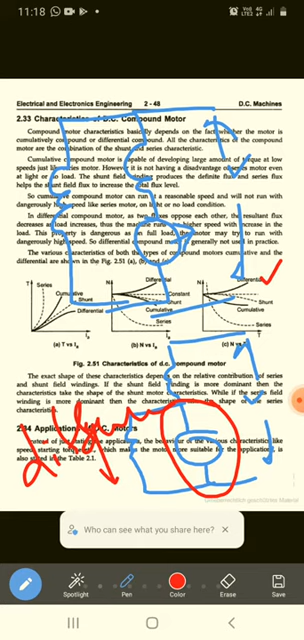 11:18
Electrical and Electronics Engineering 2 - 48 D.C. Machines
2.33 Characteristics of D.C. Compound Motor
Compound motor characteristics basically depends on the fact whether the motor is
cumulatively compound or differential compound. All the characteristics of the compound
motor are the combination of the shunt and series characteristic.
Cumulative compound motor is capable of developing large amount of torque at low
speeds just like series motor. However it is not having a disadvantage of series motor even
at light or no load. The shunt field winding produces the definite flux and series flux
helps the shunt field flux to increase the total flux level.
So cumulative compound motor can run at a reasonable speed and will not run with
dangerously high speed like series motor, on light or no load condition.
In differential compound motor, as two fluxes oppose each other, the resultant flux
decreases as load increases, thus the machine runs at a higher speed with increase in the
load. This property is dangerous as on full load, the motor may try to run with
dangerously high speed. So differential compound motor is generally not used in practice.
The various characteristics of both the types of compound motors cumulative and the
differential are shown in the Fig. 2.51 (a), (b) and
T Series Cumulative Shunt Differential
N Differential Constant Shunt Cumulative Series
N Differential Shunt Cumulative Series T
(a) T vs Ia (b) N vs Ia (c) N vs T
Fig. 2.51 Characteristics of d.c. compound motor
The exact shape of these characteristics depends on the relative contribution of series
and shunt field windings. If the shunt field winding is more dominant then the
characteristics take the shape of the shunt motor characteristics. While if the series field
winding is more dominant then the characteristics take the shape of the series
characteristics.
2.34 Applications of D.C. Motors
Instead of just stating the applications, the behaviour of the various characteristics like
speed, starting torque etc., which makes the motor more suitable for the applications, is
also stated in the Table 2.1.
Who can see what you share here? ×
Spotlight Pen Color Erase Save